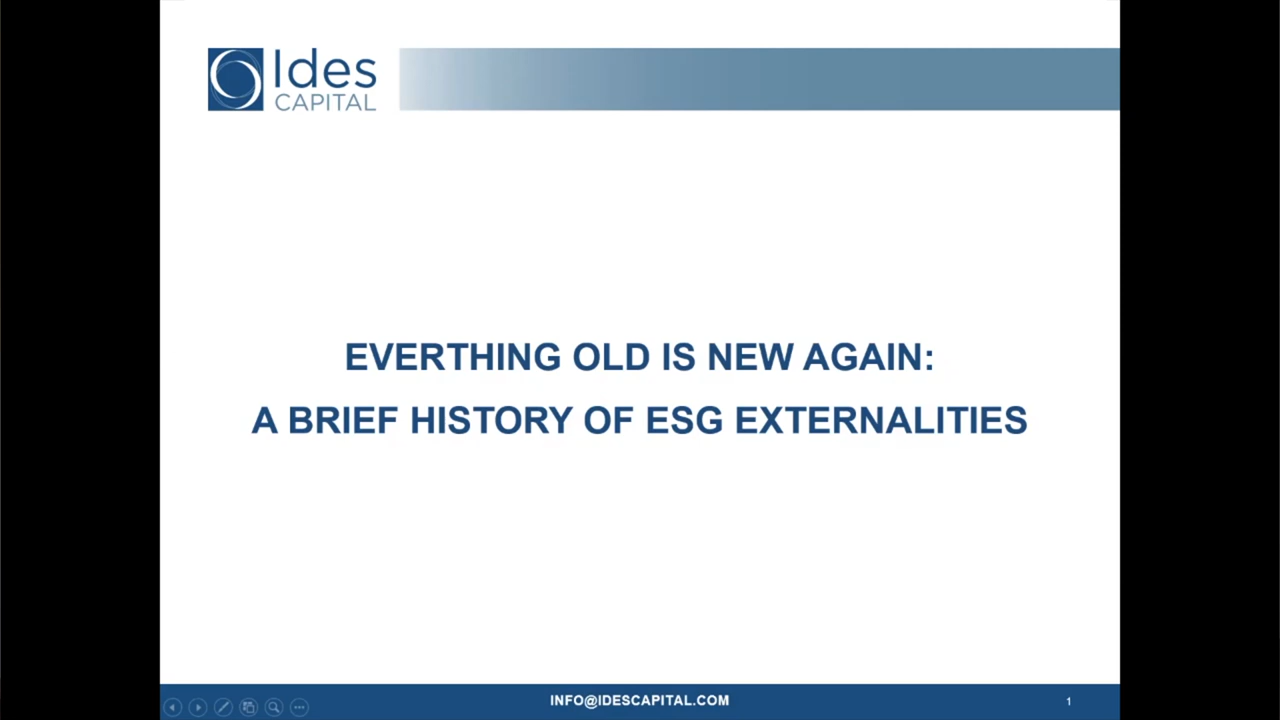 Ides
CAPITAL
EVERTHING OLD IS NEW AGAIN:
A BRIEF HISTORY OF ESG EXTERNALITIES
INFO@IDESCAPITAL.COM
1